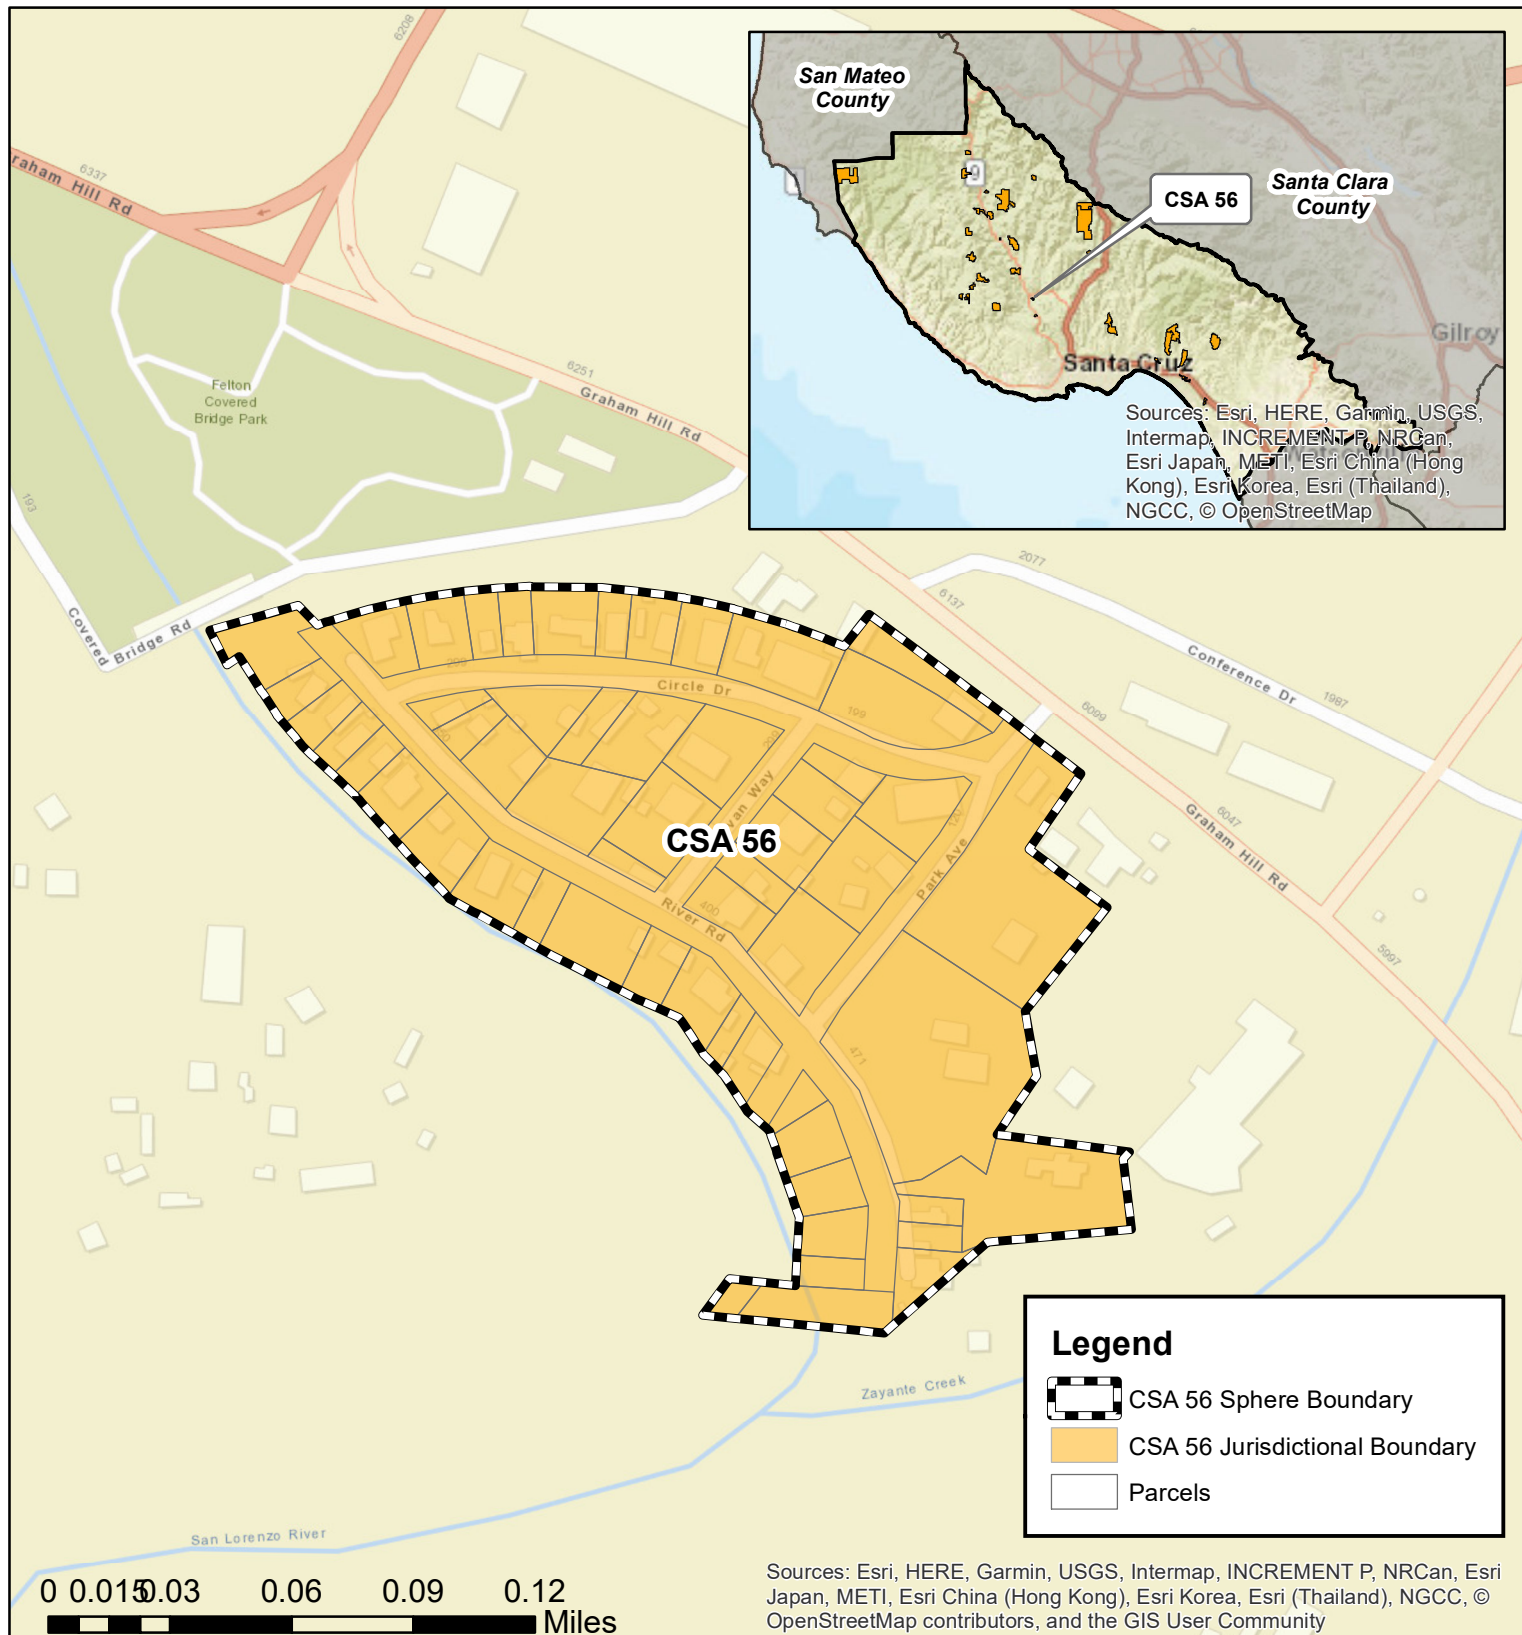 6208
San Mateo
County
9
CSA 56
Santa Clara
County
Gilroy
Santa Cruz
Sources: Esri, HERE, Garmin, USGS,
Intermap, INCREMENT P, NRCan,
Esri Japan, METI, Esri China (Hong
Kong), Esri Korea, Esri (Thailand),
NGCC, © OpenStreetMap
raham Hill Rd
6337
Felton
Covered
Bridge Park
6251
Graham Hill Rd
193
Covered
Bridge Rd
2077
6137
Conference Dr
1987
6099
Graham Hill Rd
6047
5997
200
Circle Dr
199
200
van Way
CSA 56
120
Park Ave
400
River Rd
471
Zayante Creek
San Lorenzo River
Legend
CSA 56 Sphere Boundary
CSA 56 Jurisdictional Boundary
Parcels
0 0.015 0.03 0.06 0.09 0.12
Miles
Sources: Esri, HERE, Garmin, USGS, Intermap, INCREMENT P, NRCan, Esri
Japan, METI, Esri China (Hong Kong), Esri Korea, Esri (Thailand), NGCC, ©
OpenStreetMap contributors, and the GIS User Community